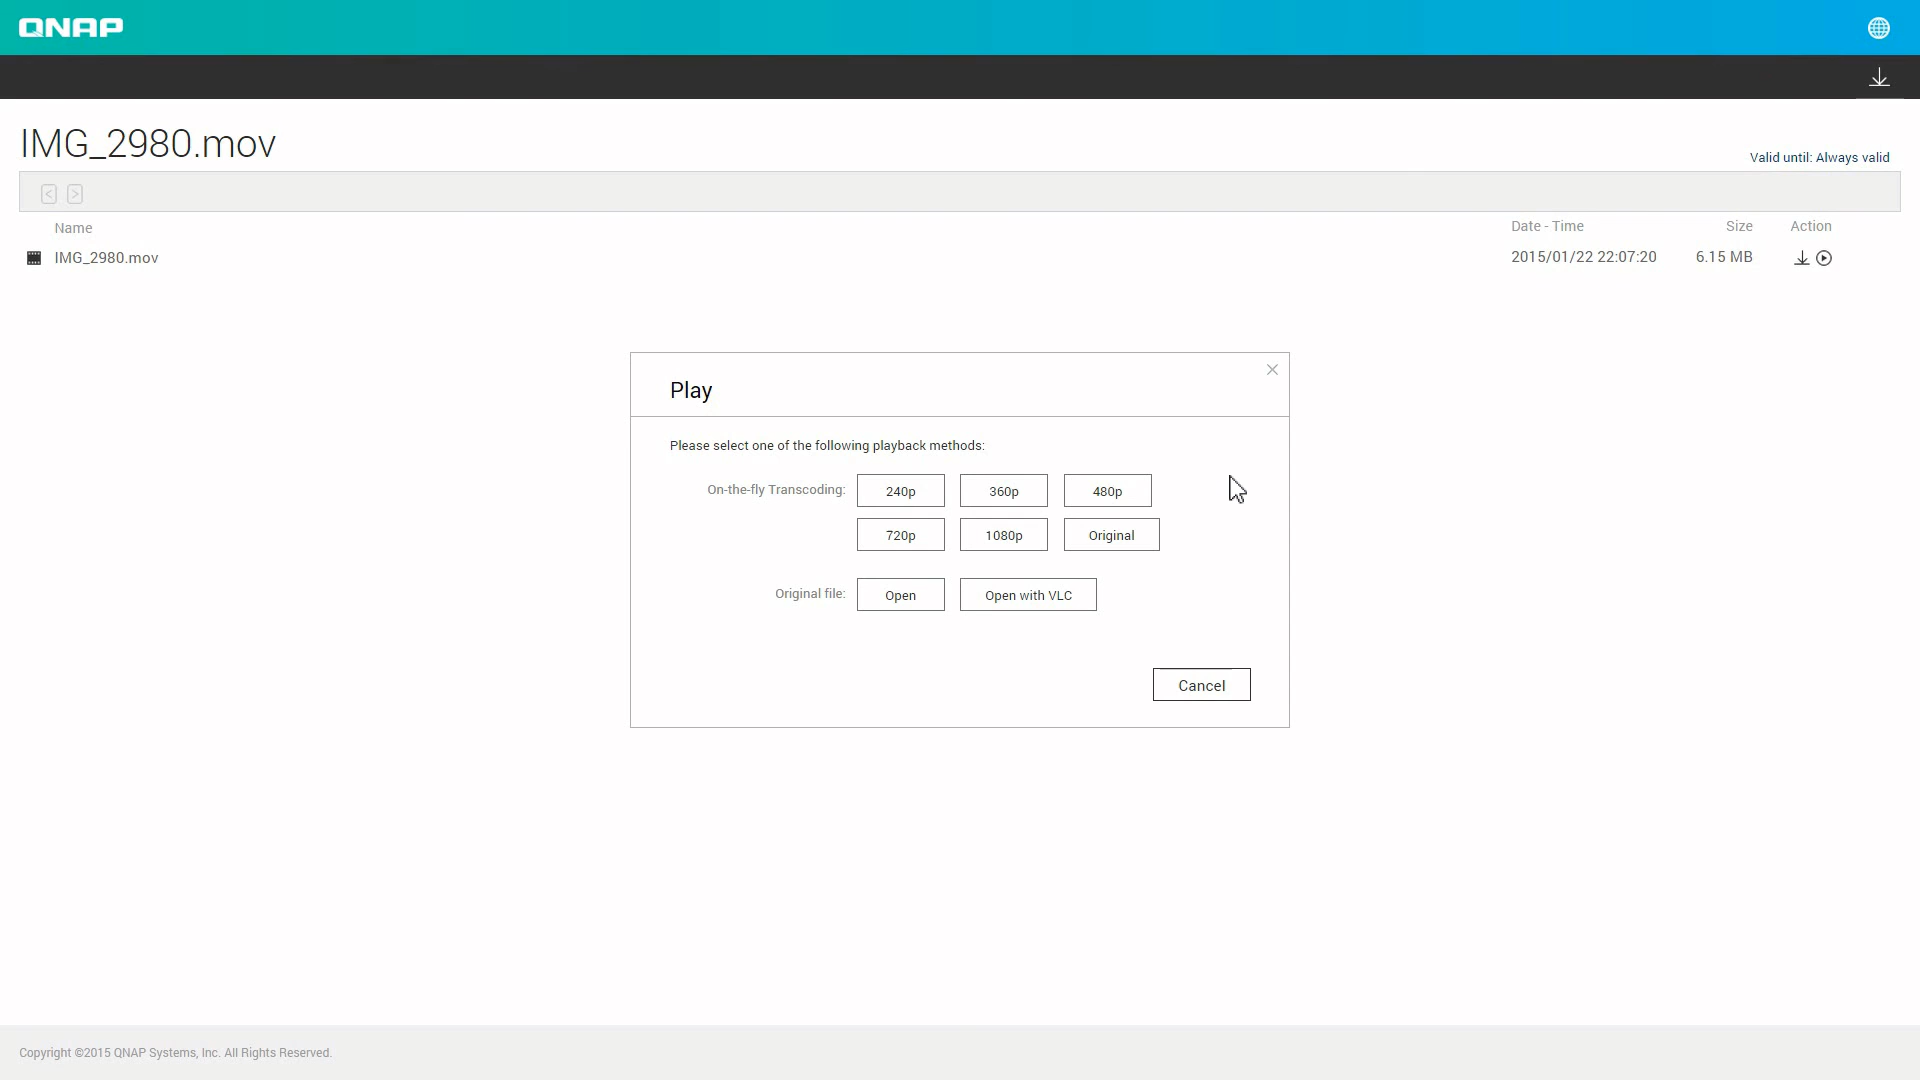 QNAP
IMG_2980.mov
Valid until: Always valid
< >
Name Date - Time Size Action
IMG_2980.mov 2015/01/22 22:07:20 6.15 MB
Play
Please select one of the following playback methods:
On-the-fly Transcoding: 240p 360p 480p
720p 1080p Original
Original file: Open Open with VLC
Cancel
Copyright ©2015 QNAP Systems, Inc. All Rights Reserved.